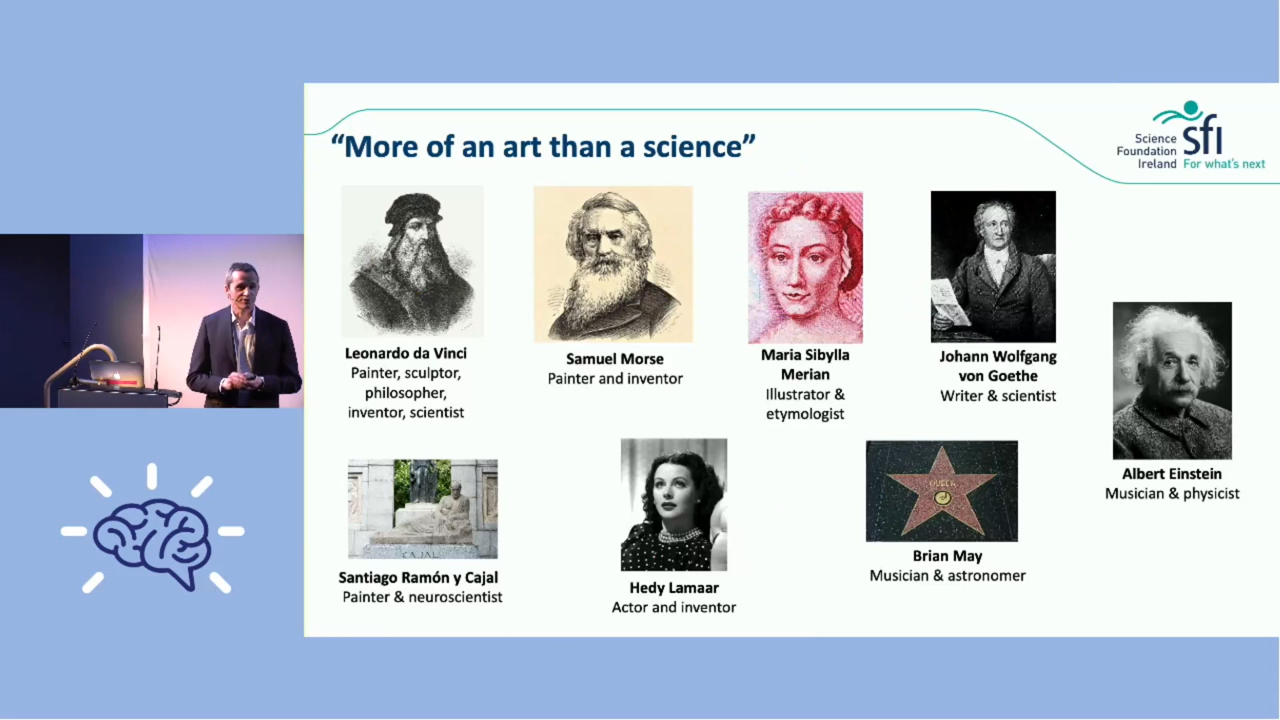 “More of an art than a science”
Science
Foundation
Ireland
sfi
For what's next
Leonardo da Vinci
Painter, sculptor,
philosopher,
inventor, scientist
Samuel Morse
Painter and inventor
Maria Sibylla
Merian
Illustrator &
etymologist
Johann Wolfgang
von Goethe
Writer & scientist
Albert Einstein
Musician & physicist
CAJAL
Santiago Ramón y Cajal
Painter & neuroscientist
Hedy Lamaar
Actor and inventor
QUEEN
Brian May
Musician & astronomer